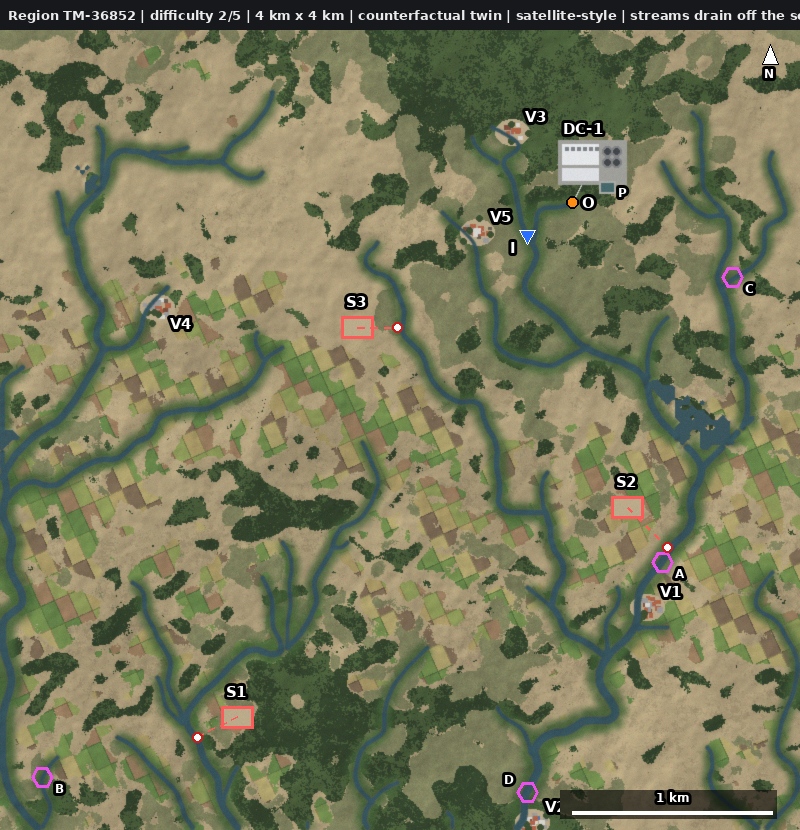 Region TM-36852 | difficulty 2/5 | 4 km x 4 km | counterfactual twin | satellite-style | streams drain off the
N
V3
DC-1
P
O
V5
I
C
S3
V4
S2
A
V1
S1
B
D
V2
1 km